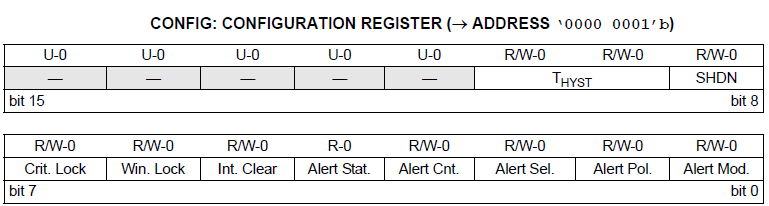 CONFIG: CONFIGURATION REGISTER (→ ADDRESS ‘0000 0001’b)
U-0 U-0 U-0 U-0 U-0 R/W-0 R/W-0 R/W-0
— — — — — THYST SHDN
bit 15 bit 8
R/W-0 R/W-0 R/W-0 R-0 R/W-0 R/W-0 R/W-0 R/W-0
Crit. Lock Win. Lock Int. Clear Alert Stat. Alert Cnt. Alert Sel. Alert Pol. Alert Mod.
bit 7 bit 0